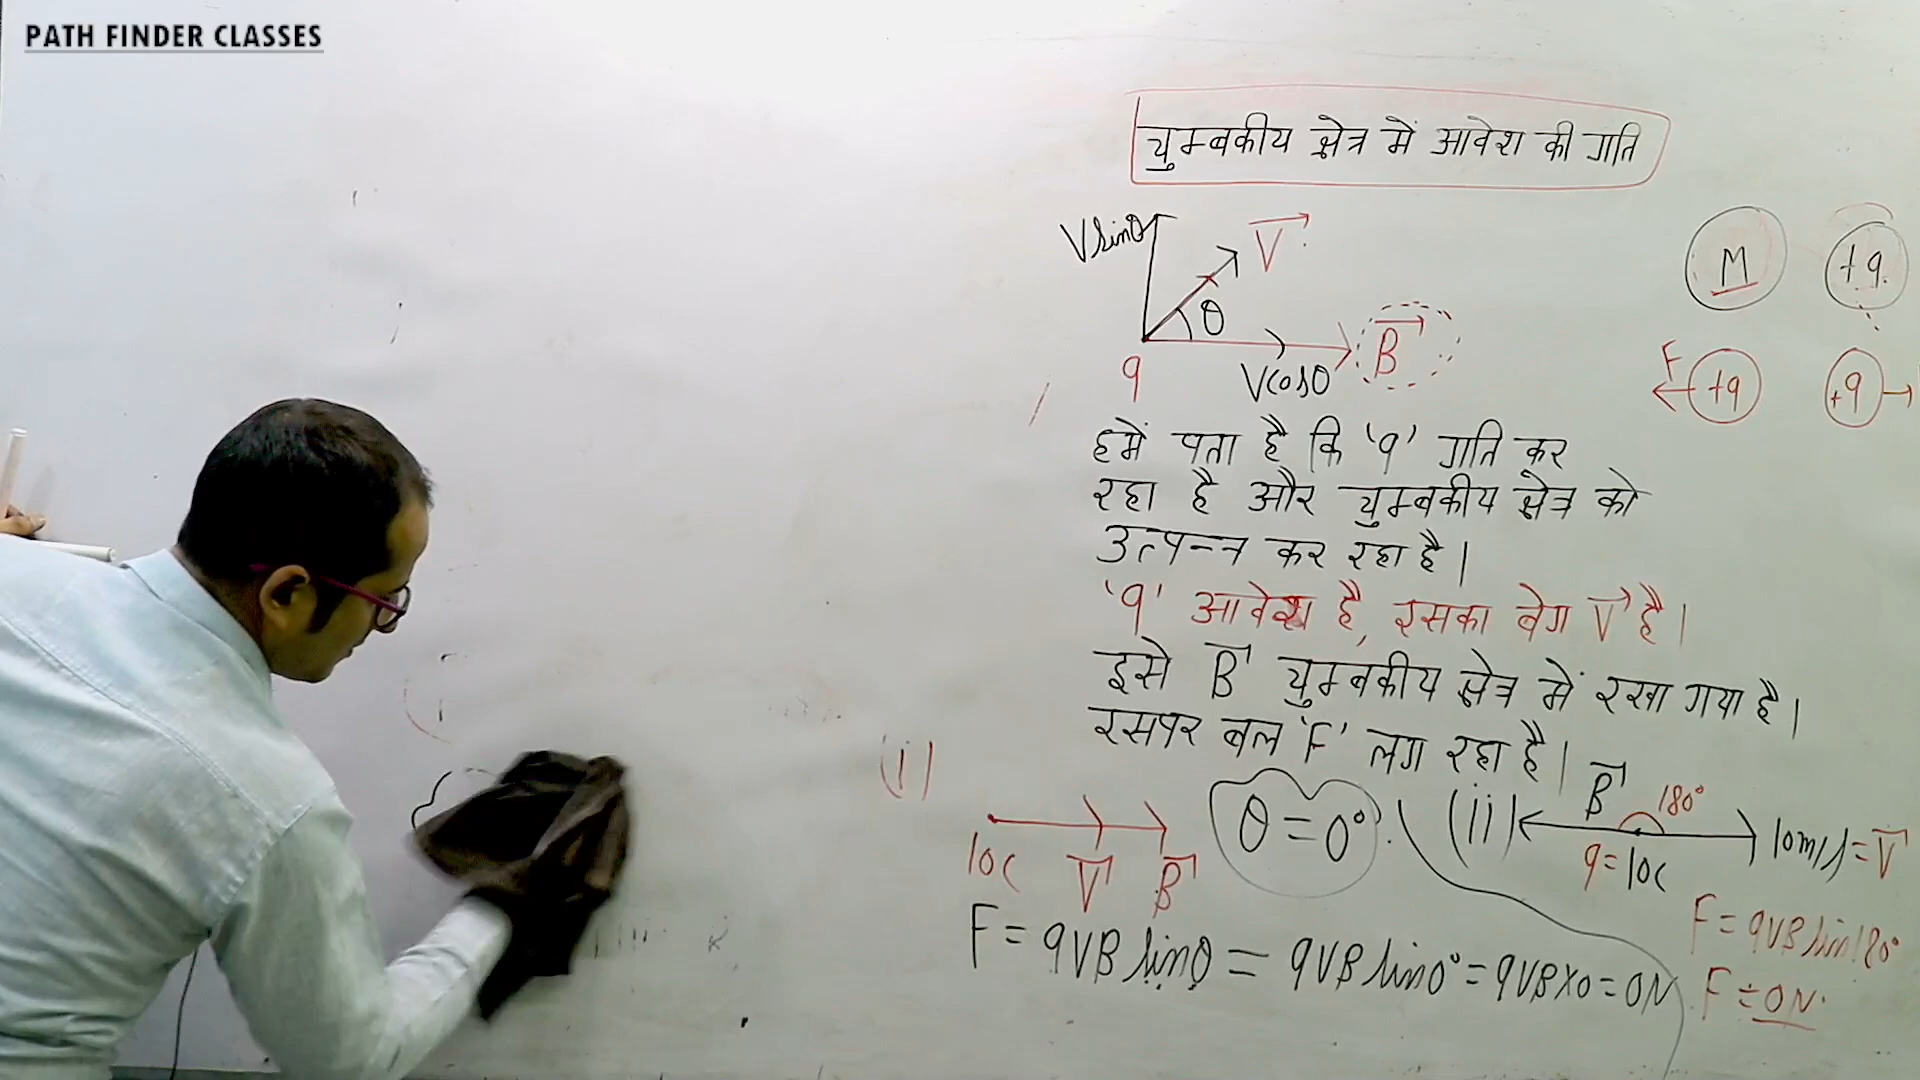 PATH FINDER CLASSES
चुम्बकीय क्षेत्र में आवेश की गति
Vsinθ
V
θ
B
q
Vcosθ
M
+q
F
+q
+q
हमें पता है कि 'q' गति कर
रहा है और चुम्बकीय क्षेत्र को
उत्पन्न कर रहा है।
'q' आवेश है, इसका वेग V है।
इसे B चुम्बकीय क्षेत्र में रखा गया है।
इसपर बल 'F' लग रहा है।
(i)
10C V B
θ = 0°
(ii)
B 180°
10m/s = V
q = 10C
F = qVB sinθ = qVB sin0° = qVB×0 = 0N
F = qVB sin180°
F = 0N